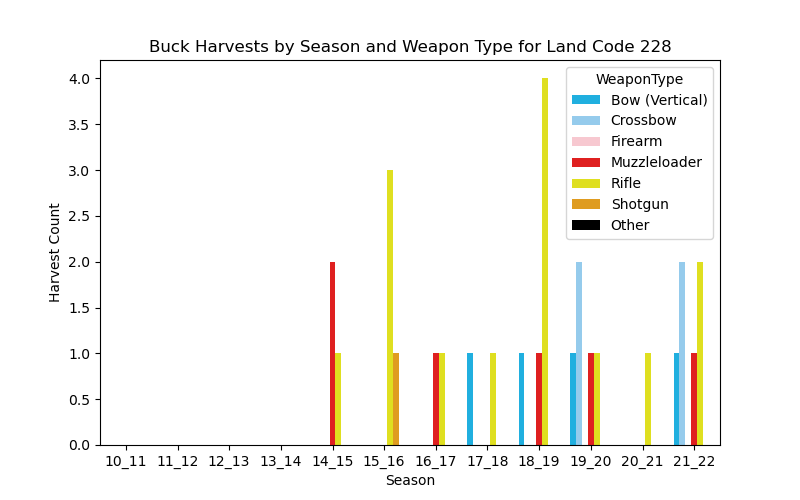 Buck Harvests by Season and Weapon Type for Land Code 228
WeaponType
Bow (Vertical)
Crossbow
Firearm
Muzzleloader
Rifle
Shotgun
Other
Harvest Count
4.0
3.5
3.0
2.5
2.0
1.5
1.0
0.5
0.0
10_11 11_12 12_13 13_14 14_15 15_16 16_17 17_18 18_19 19_20 20_21 21_22
Season